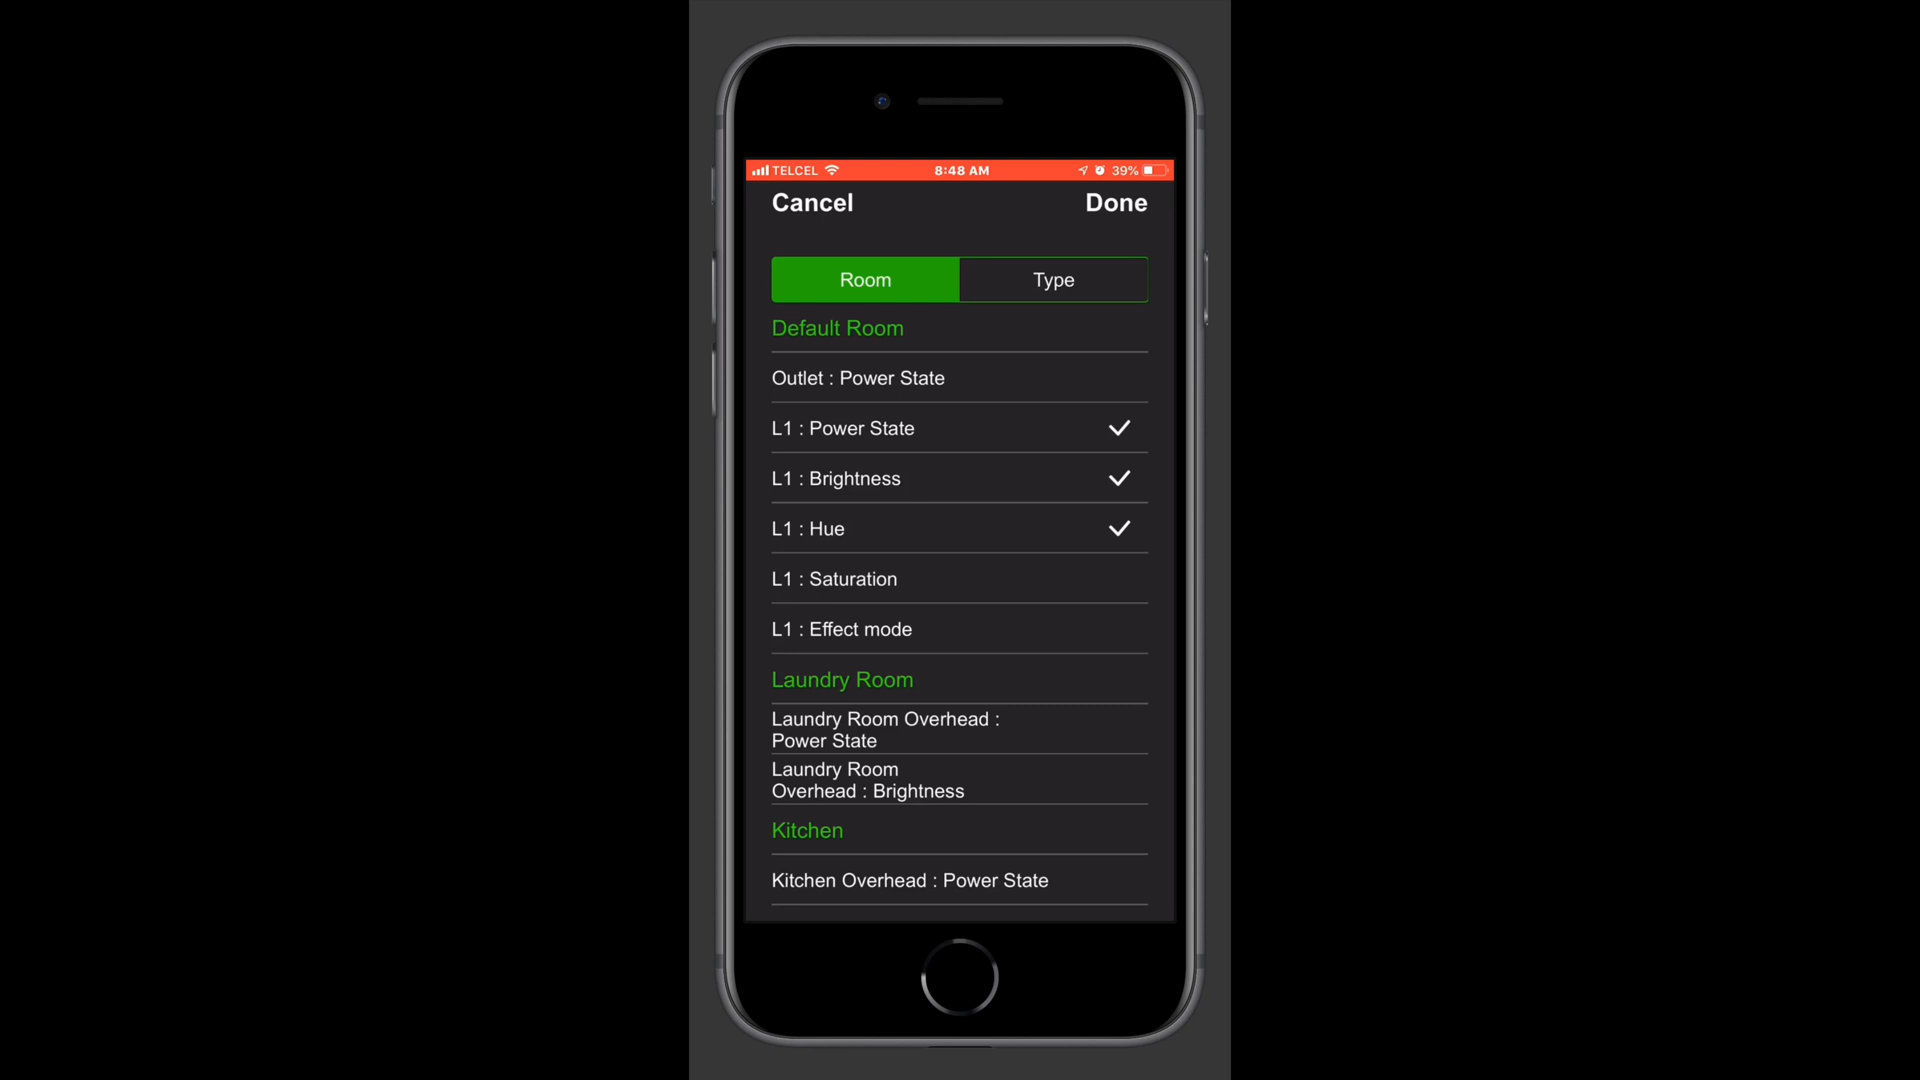 TELCEL 8:48 AM 39%
Cancel Done
Room Type
Default Room
Outlet : Power State
L1 : Power State
L1 : Brightness
L1 : Hue
L1 : Saturation
L1 : Effect mode
Laundry Room
Laundry Room Overhead :
Power State
Laundry Room
Overhead : Brightness
Kitchen
Kitchen Overhead : Power State